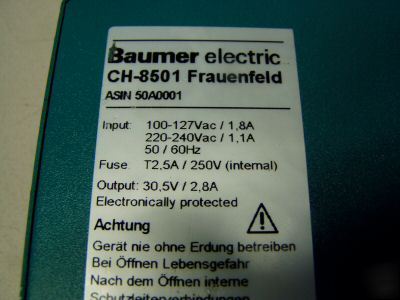 Baumer electric
CH-8501 Frauenfeld
ASIN 50A0001
Input: 100-127Vac / 1,8A
220-240Vac / 1,1A
50 / 60Hz
Fuse: T2,5A / 250V (internal)
Output: 30,5V / 2,8A
Electronically protected
Achtung
Gerät nie ohne Erdung betreiben
Bei Öffnen Lebensgefahr
Nach dem Öffnen interne
Schutzleiterverbindungen